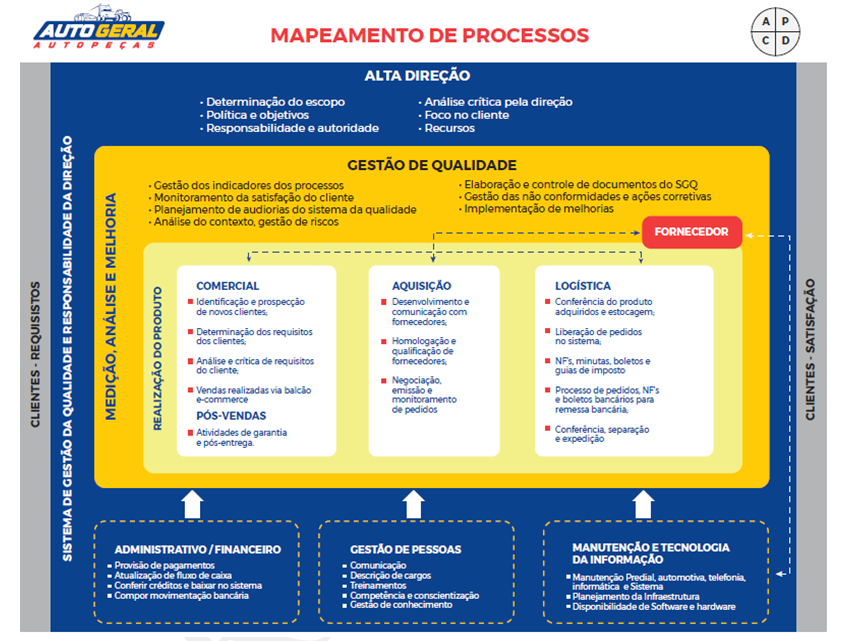 AUTOGERAL
AUTOPEÇAS
MAPEAMENTO DE PROCESSOS
A P
C D
ALTA DIREÇÃO
• Determinação do escopo
• Política e objetivos
• Responsabilidade e autoridade
• Análise crítica pela direção
• Foco no cliente
• Recursos
CLIENTES - REQUISISTOS
SISTEMA DE GESTÃO DA QUALIDADE E RESPONSABILIDADE DA DIREÇÃO
MEDIÇÃO, ANÁLISE E MELHORIA
GESTÃO DE QUALIDADE
• Gestão dos indicadores dos processos
• Monitoramento da satisfação do cliente
• Planejamento de audiorias do sistema da qualidade
• Análise do contexto, gestão de riscos
• Elaboração e controle de documentos do SGQ
• Gestão das não conformidades e ações corretivas
• Implementação de melhorias
FORNECEDOR
REALIZAÇÃO DO PRODUTO
COMERCIAL
Identificação e prospecção
de novos clientes;
Determinação dos requisitos
dos clientes;
Análise e crítica de requisitos
do cliente;
Vendas realizadas via balcão
e-commerce
PÓS-VENDAS
Atividades de garantia
e pós-entrega.
AQUISIÇÃO
Desenvolvimento e
comunicação com
fornecedores;
Homologação e
qualificação de
fornecedores;
Negociação,
emissão e
monitoramento
de pedidos
LOGÍSTICA
Conferência do produto
adquiridos e estocagem;
Liberação de pedidos
no sistema;
NF's, minutas, boletos e
guias de imposto
Processo de pedidos, NF's
e boletos bancários para
remessa bancária;
Conferência, separação
e expedição
CLIENTES - SATISFAÇÃO
ADMINISTRATIVO / FINANCEIRO
Provisão de pagamentos
Atualização de fluxo de caixa
Conferir créditos e baixar no sistema
Compor movimentação bancária
GESTÃO DE PESSOAS
Comunicação
Descrição de cargos
Treinamentos
Competência e conscientização
Gestão de conhecimento
MANUTENÇÃO E TECNOLOGIA
DA INFORMAÇÃO
Manutenção Predial, automotiva, telefonia,
informática e Sistema
Planejamento da Infraestrutura
Disponibilidade de Software e hardware